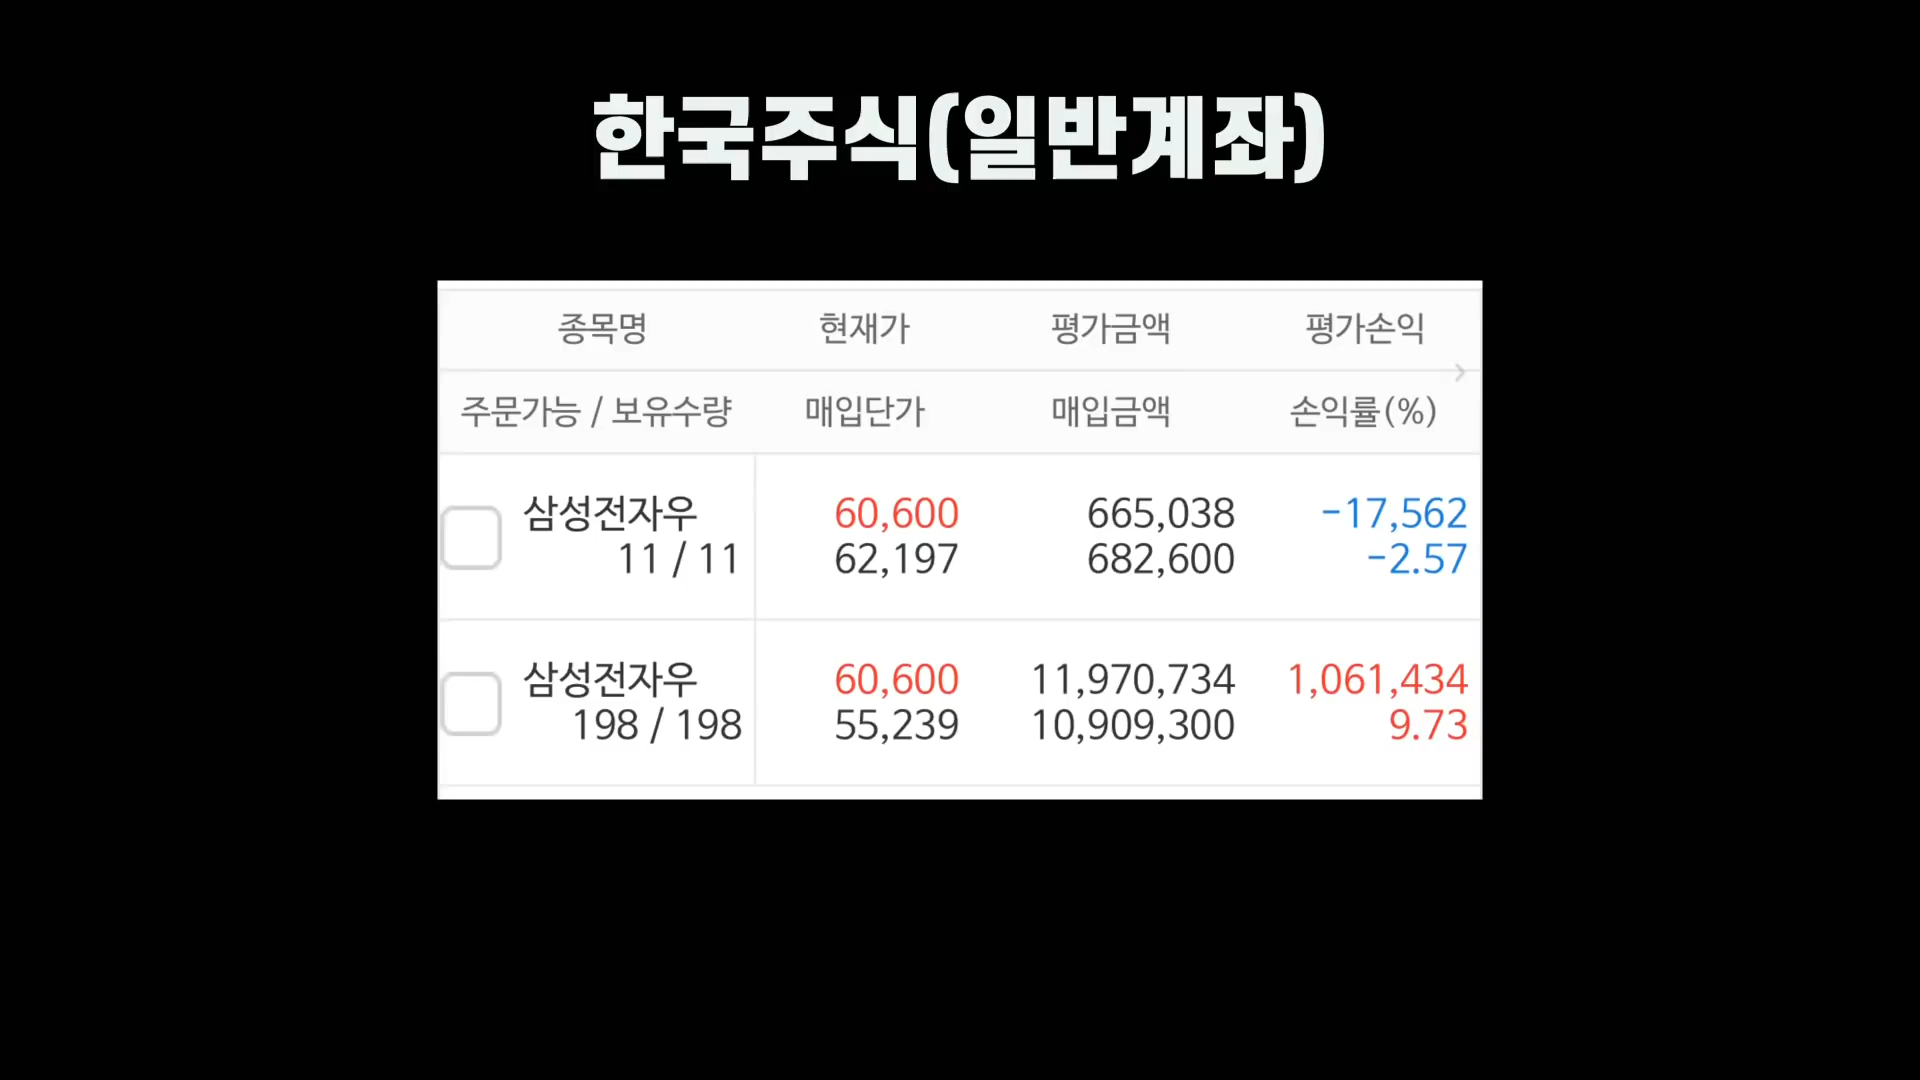 한국주식(일반계좌)
종목명 현재가 평가금액 평가손익
주문가능 / 보유수량 매입단가 매입금액 손익률(%)
삼성전자우 60,600 665,038 -17,562
11 / 11 62,197 682,600 -2.57
삼성전자우 60,600 11,970,734 1,061,434
198 / 198 55,239 10,909,300 9.73